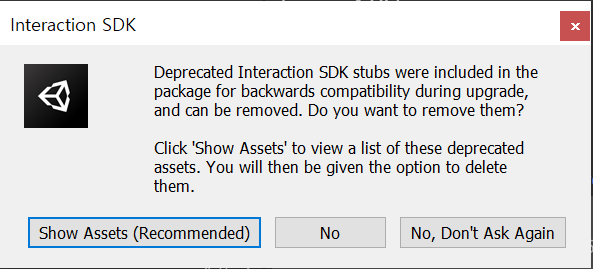 Interaction SDK
Deprecated Interaction SDK stubs were included in the
package for backwards compatibility during upgrade,
and can be removed. Do you want to remove them?
Click 'Show Assets' to view a list of these deprecated
assets. You will then be given the option to delete
them.
Show Assets (Recommended)
No
No, Don't Ask Again